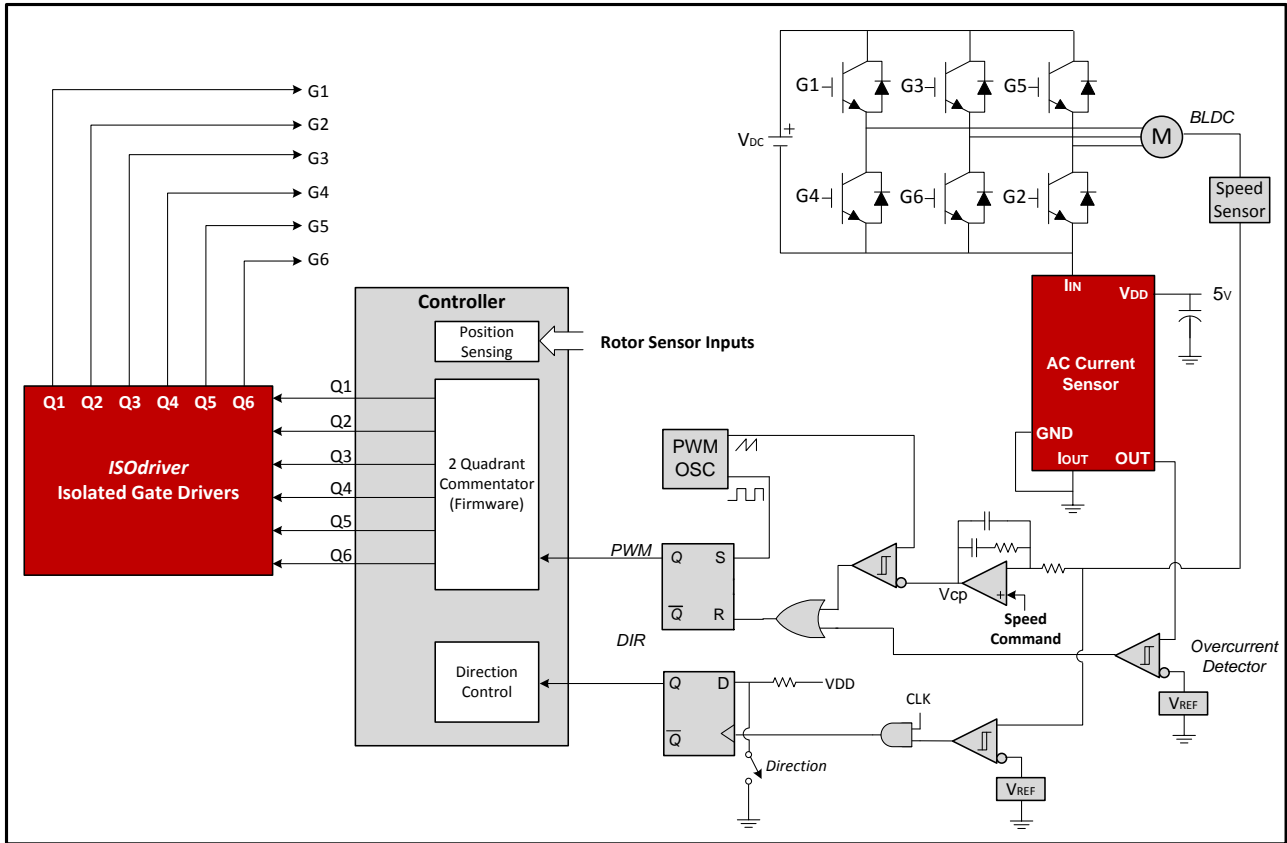 G1
G2
G3
G4
G5
G6
G1
G3
G5
VDC
+
BLDC
M
G4
G6
G2
Speed
Sensor
IIN
VDD
5V
AC Current
Sensor
GND
IOUT
OUT
Controller
Position
Sensing
Rotor Sensor Inputs
Q1 Q2 Q3 Q4 Q5 Q6
ISOdriver
Isolated Gate Drivers
Q1
Q2
Q3
Q4
Q5
Q6
2 Quadrant
Commentator
(Firmware)
PWM
OSC
PWM
Q
S
Q
R
Vcp
+
Speed
Command
Overcurrent
Detector
VREF
DIR
Direction
Control
Q
D
VDD
Q
CLK
Direction
VREF